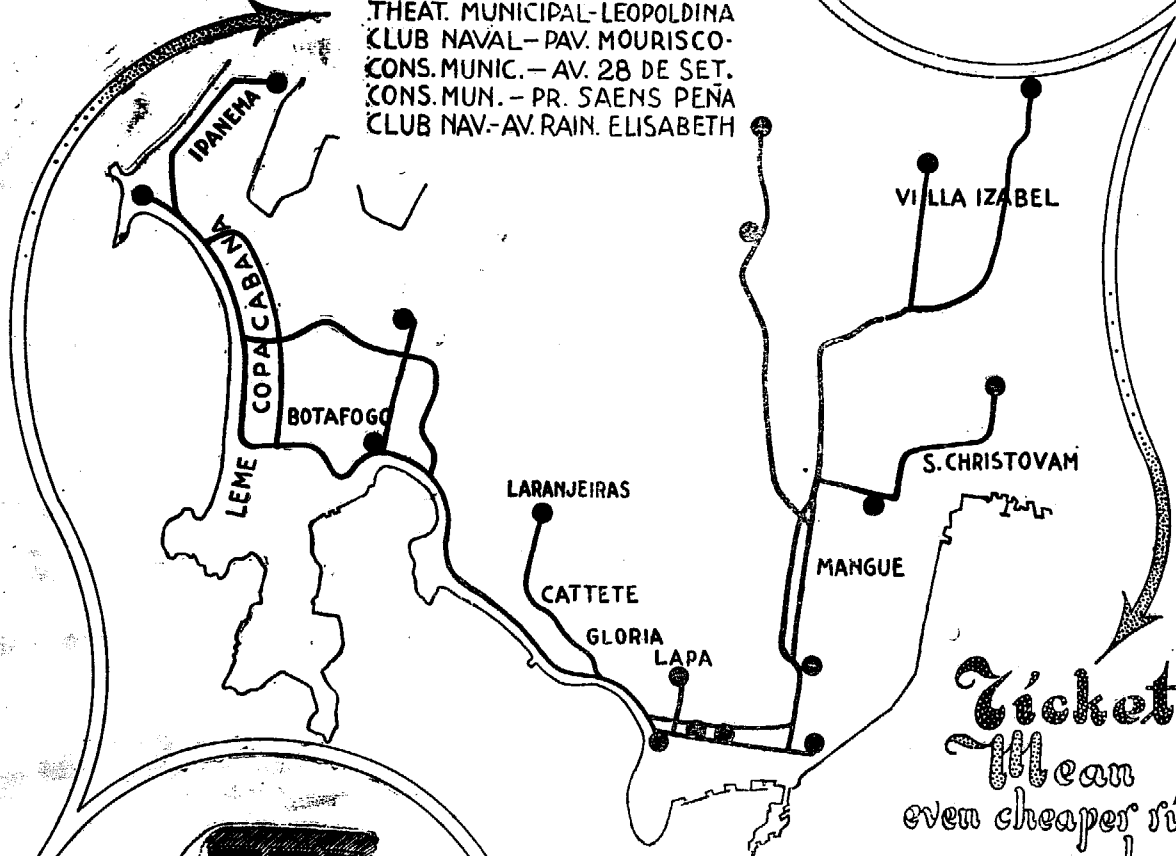 THEAT. MUNICIPAL-LEOPOLDINA
CLUB NAVAL-PAV. MOURISCO-
CONS. MUNIC.-AV. 28 DE SET.
CONS. MUN.-PR. SAENS PEÑA
CLUB NAV.-AV. RAIN. ELISABETH
IPANEMA
VILLA IZABEL
COPACABANA
BOTAFOGO
LEME
S. CHRISTOVAM
LARANJEIRAS
MANGUE
CATTETE
GLORIA
LAPA
Ticket
Mean
even cheaper ri